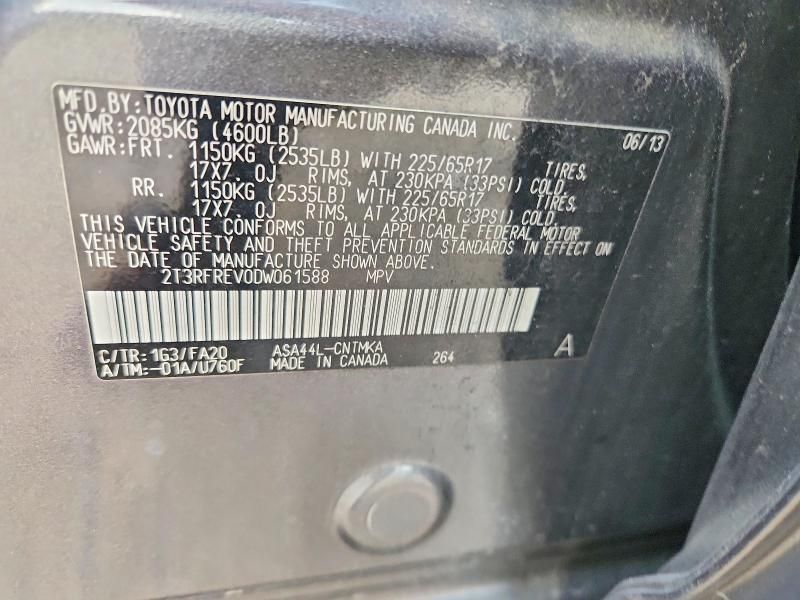 MFD. BY: TOYOTA MOTOR MANUFACTURING CANADA INC. 06/13
GVWR: 2085KG (4600LB)
GAWR: FRT. 1150KG (2535LB) WITH 225/65R17 TIRES,
17X7. 0J RIMS, AT 230KPA (33PSI) COLD.
RR. 1150KG (2535LB) WITH 225/65R17 TIRES,
17X7. 0J RIMS, AT 230KPA (33PSI) COLD.
THIS VEHICLE CONFORMS TO ALL APPLICABLE FEDERAL MOTOR
VEHICLE SAFETY AND THEFT PREVENTION STANDARDS IN EFFECT ON
THE DATE OF MANUFACTURE SHOWN ABOVE.
2T3RFREV0DW061588 MPV
C/TR: 1G3/FA20 ASA44L-CNTMKA
A/TM: -01A/U760F MADE IN CANADA 264 A